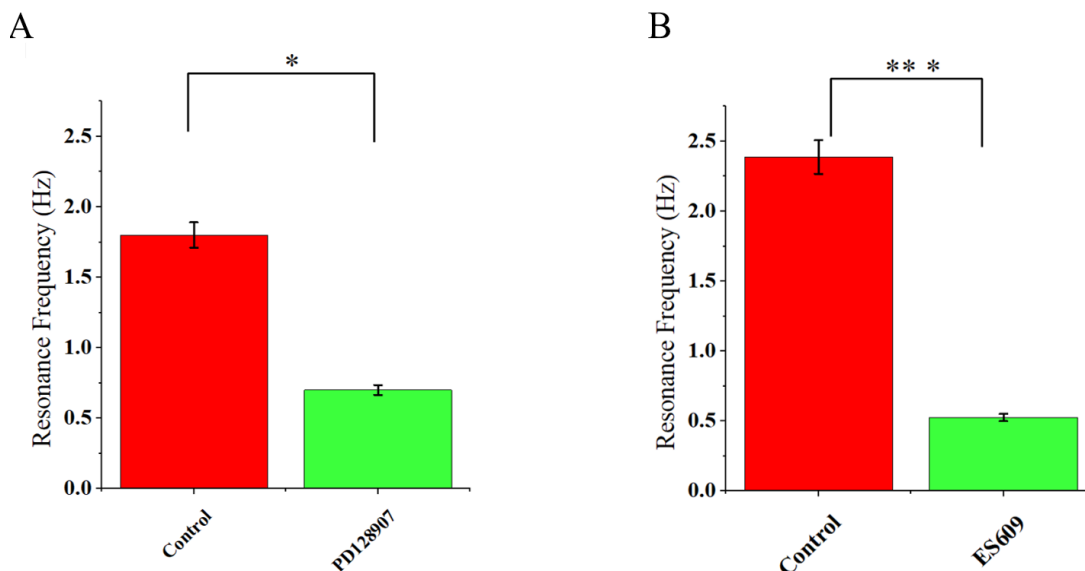 A
*
Resonance Frequency (Hz)
2.5
2.0
1.5
1.0
0.5
0.0
Control
PD128907
B
** *
Resonance Frequency (Hz)
2.5
2.0
1.5
1.0
0.5
0.0
Control
ES609